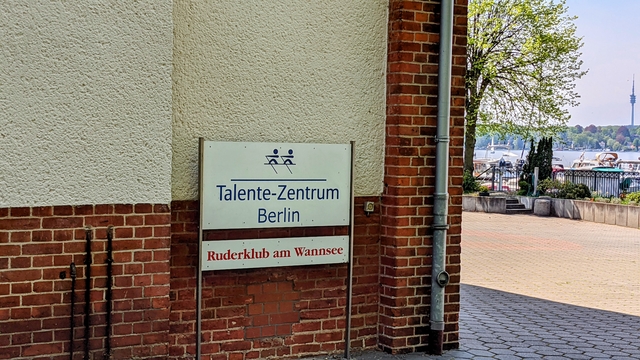 Talente-Zentrum
Berlin
Ruderklub am Wannsee